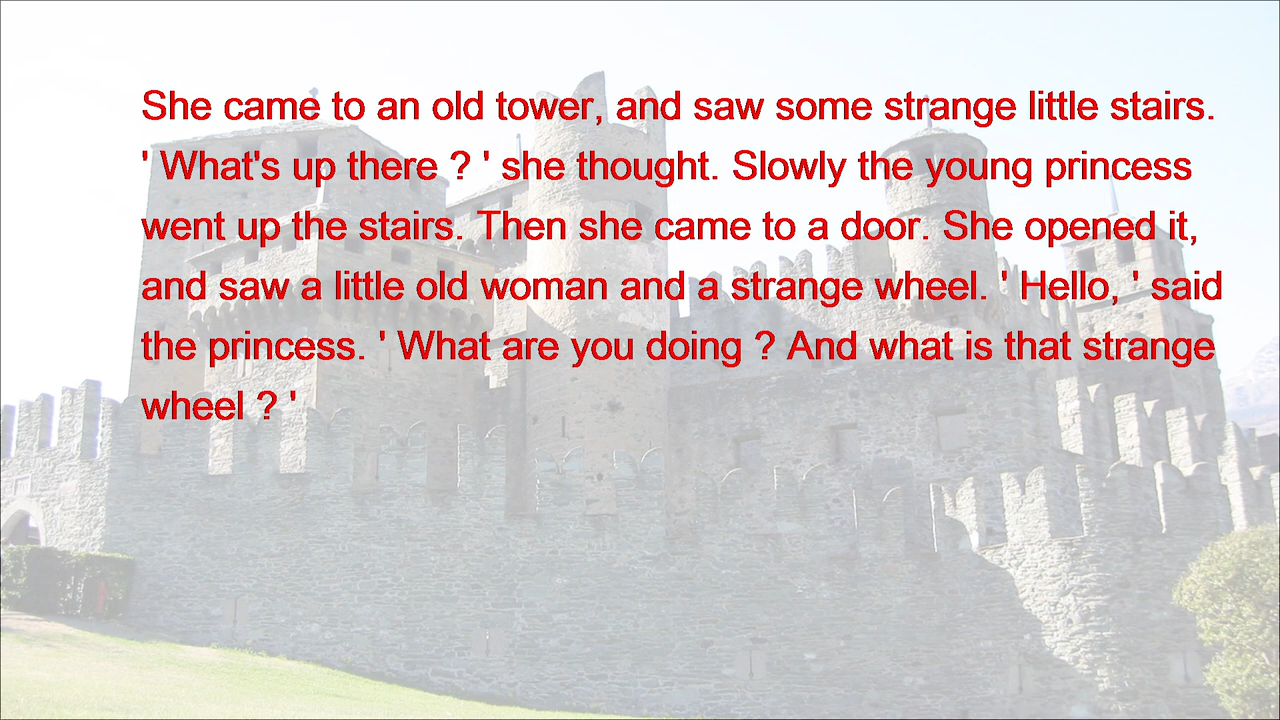 She came to an old tower, and saw some strange little stairs.
' What's up there ? ' she thought. Slowly the young princess
went up the stairs. Then she came to a door. She opened it,
and saw a little old woman and a strange wheel. ' Hello, ' said
the princess. ' What are you doing ? And what is that strange
wheel ? '